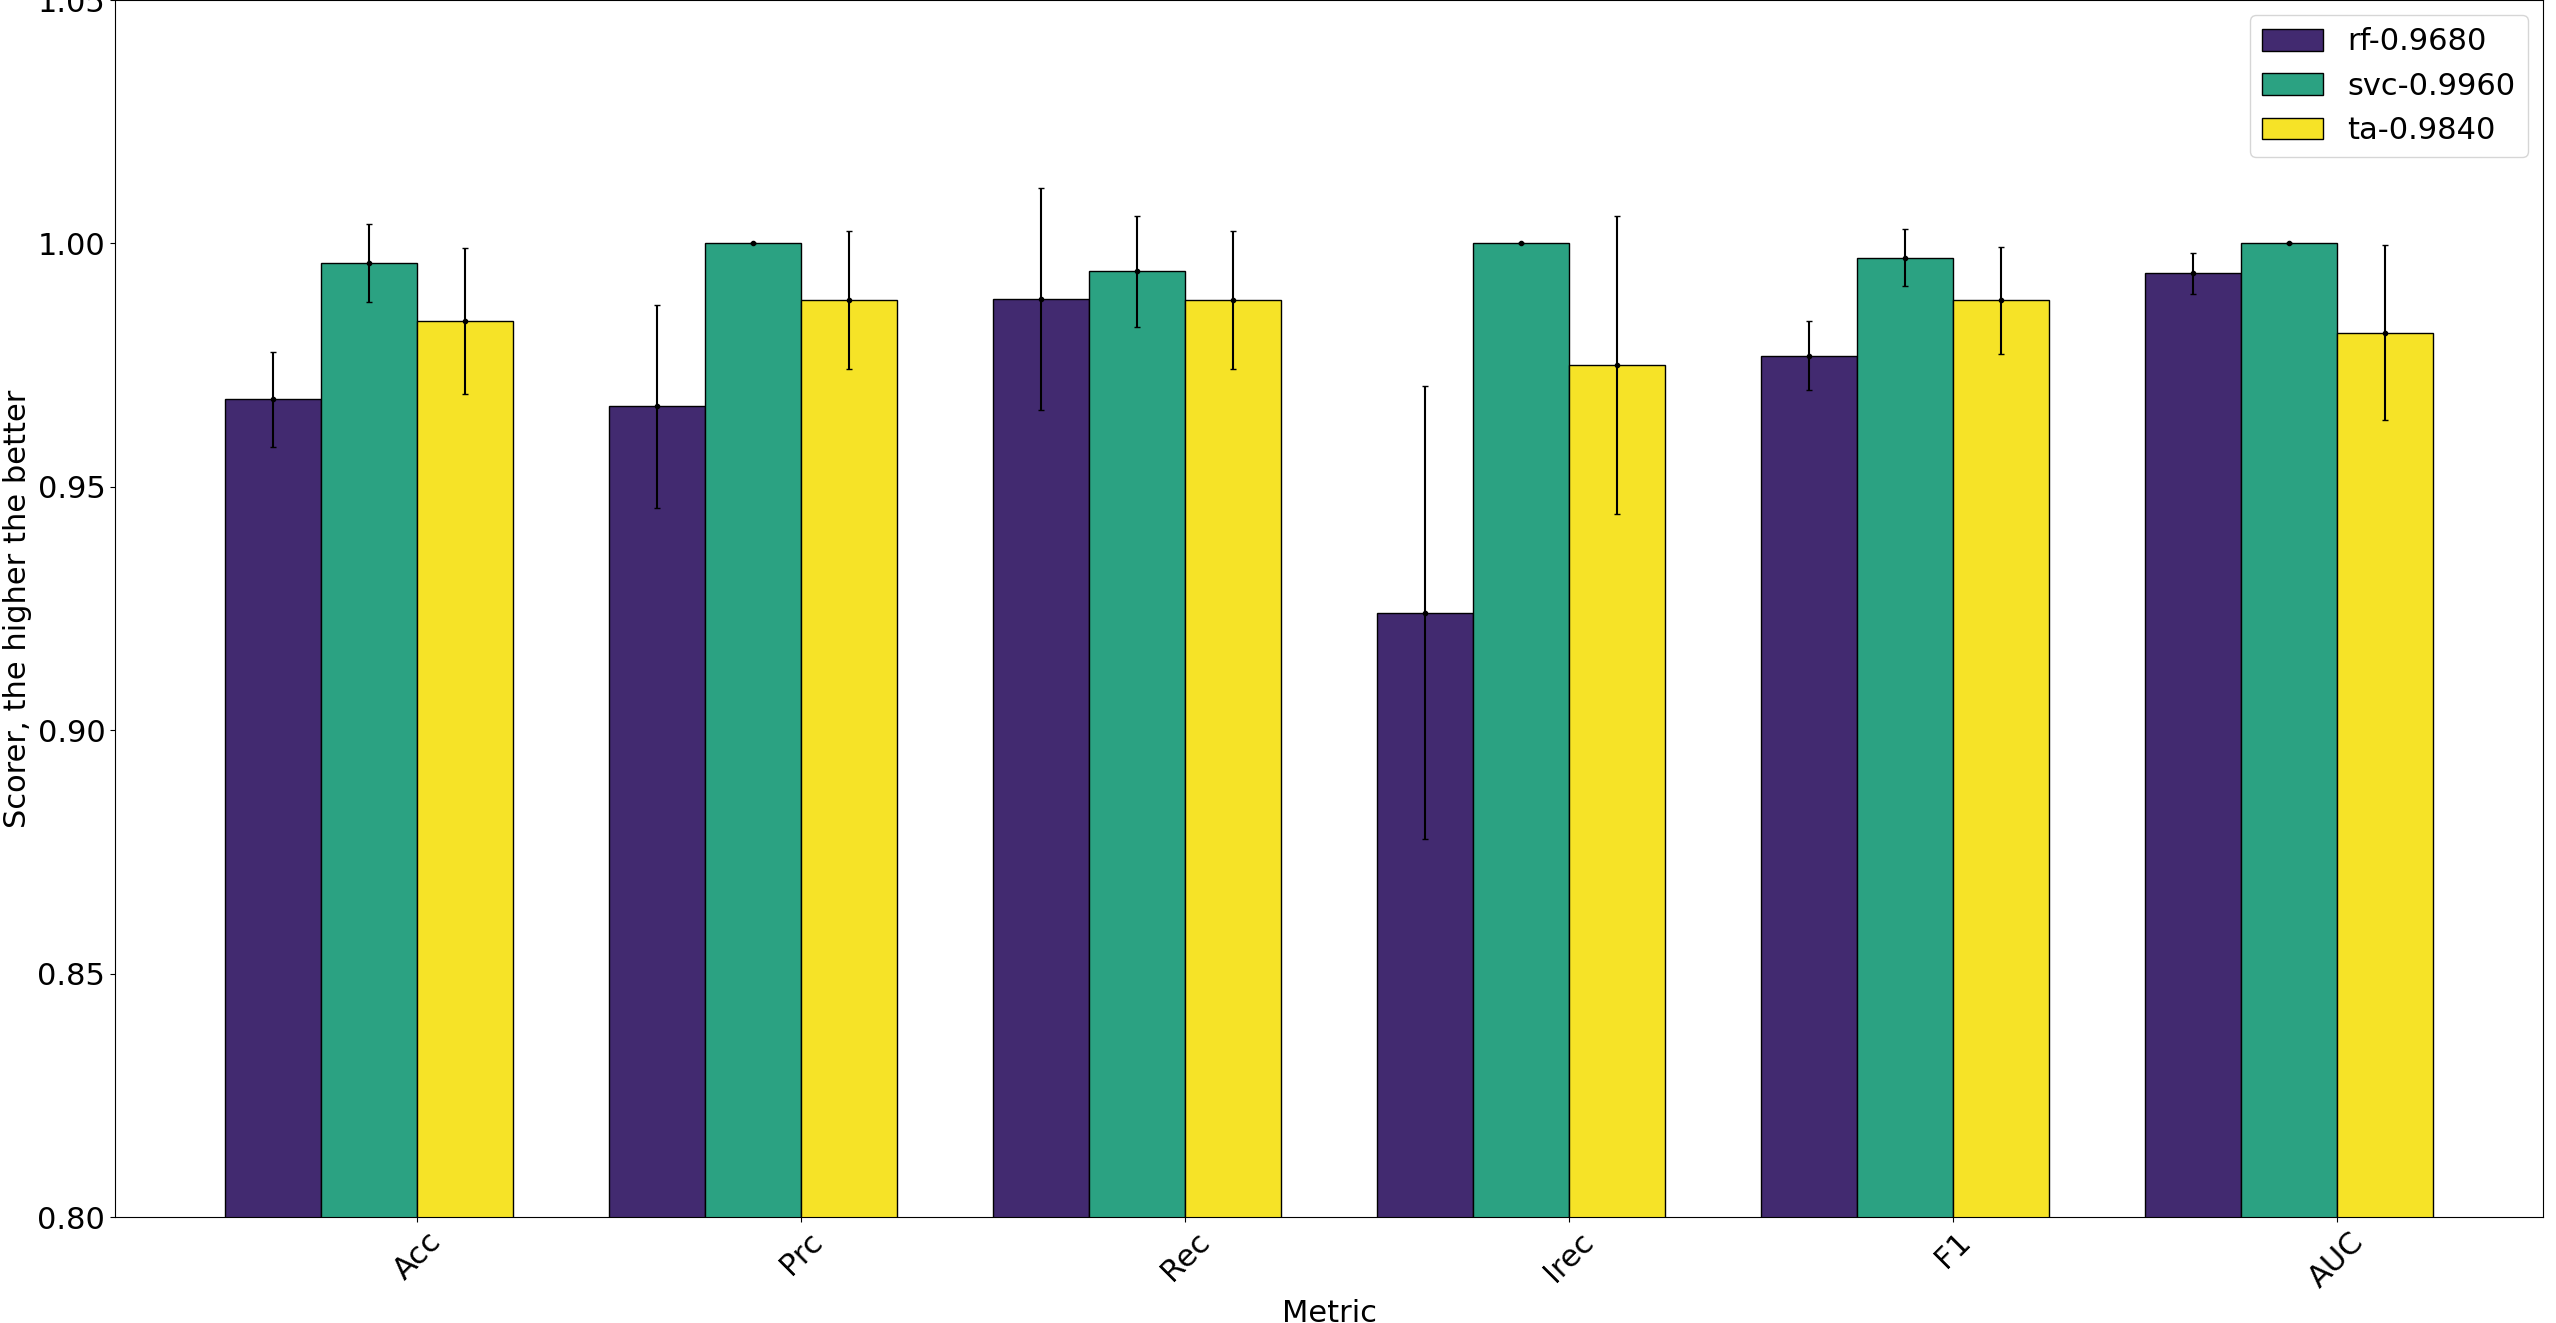 1.05
1.00
0.95
0.90
0.85
0.80
Scorer, the higher the better
rf-0.9680
svc-0.9960
ta-0.9840
Acc
Prc
Rec
Irec
F1
AUC
Metric